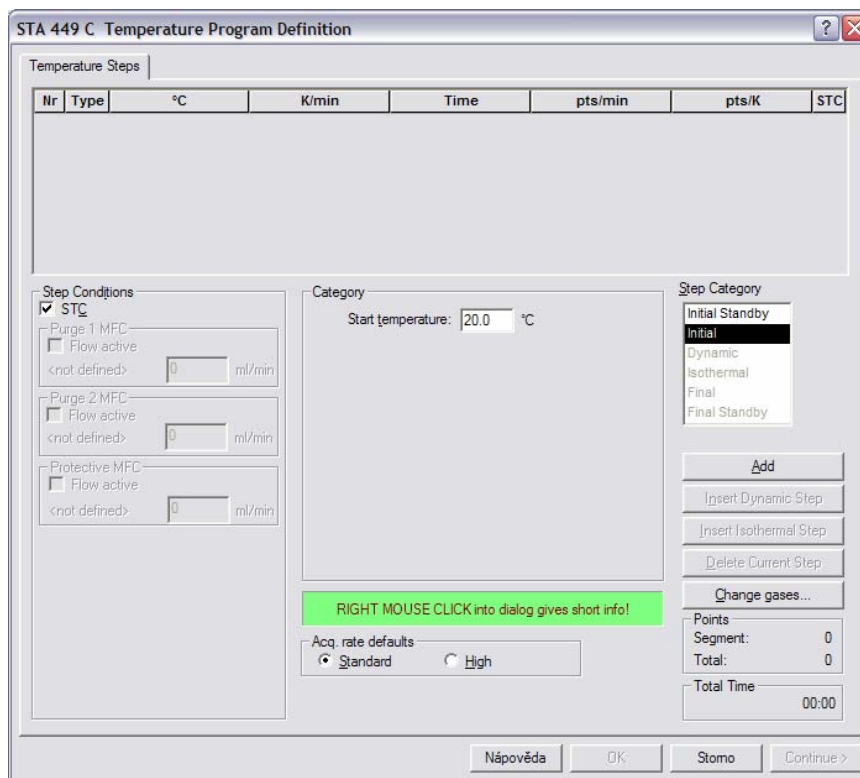 STA 449 C Temperature Program Definition
Temperature Steps
Nr Type °C K/min Time pts/min pts/K STC
Step Conditions
STC
Purge 1 MFC
Flow active
<not defined> 0 ml/min
Purge 2 MFC
Flow active
<not defined> 0 ml/min
Protective MFC
Flow active
<not defined> 0 ml/min
Category
Start temperature: 20.0 °C
RIGHT MOUSE CLICK into dialog gives short info!
Acq. rate defaults
Standard High
Step Category
Initial Standby
Initial
Dynamic
Isothermal
Final
Final Standby
Add
Insert Dynamic Step
Insert Isothermal Step
Delete Current Step
Change gases...
Points
Segment: 0
Total: 0
Total Time
00:00
Nápověda OK Storno Continue >